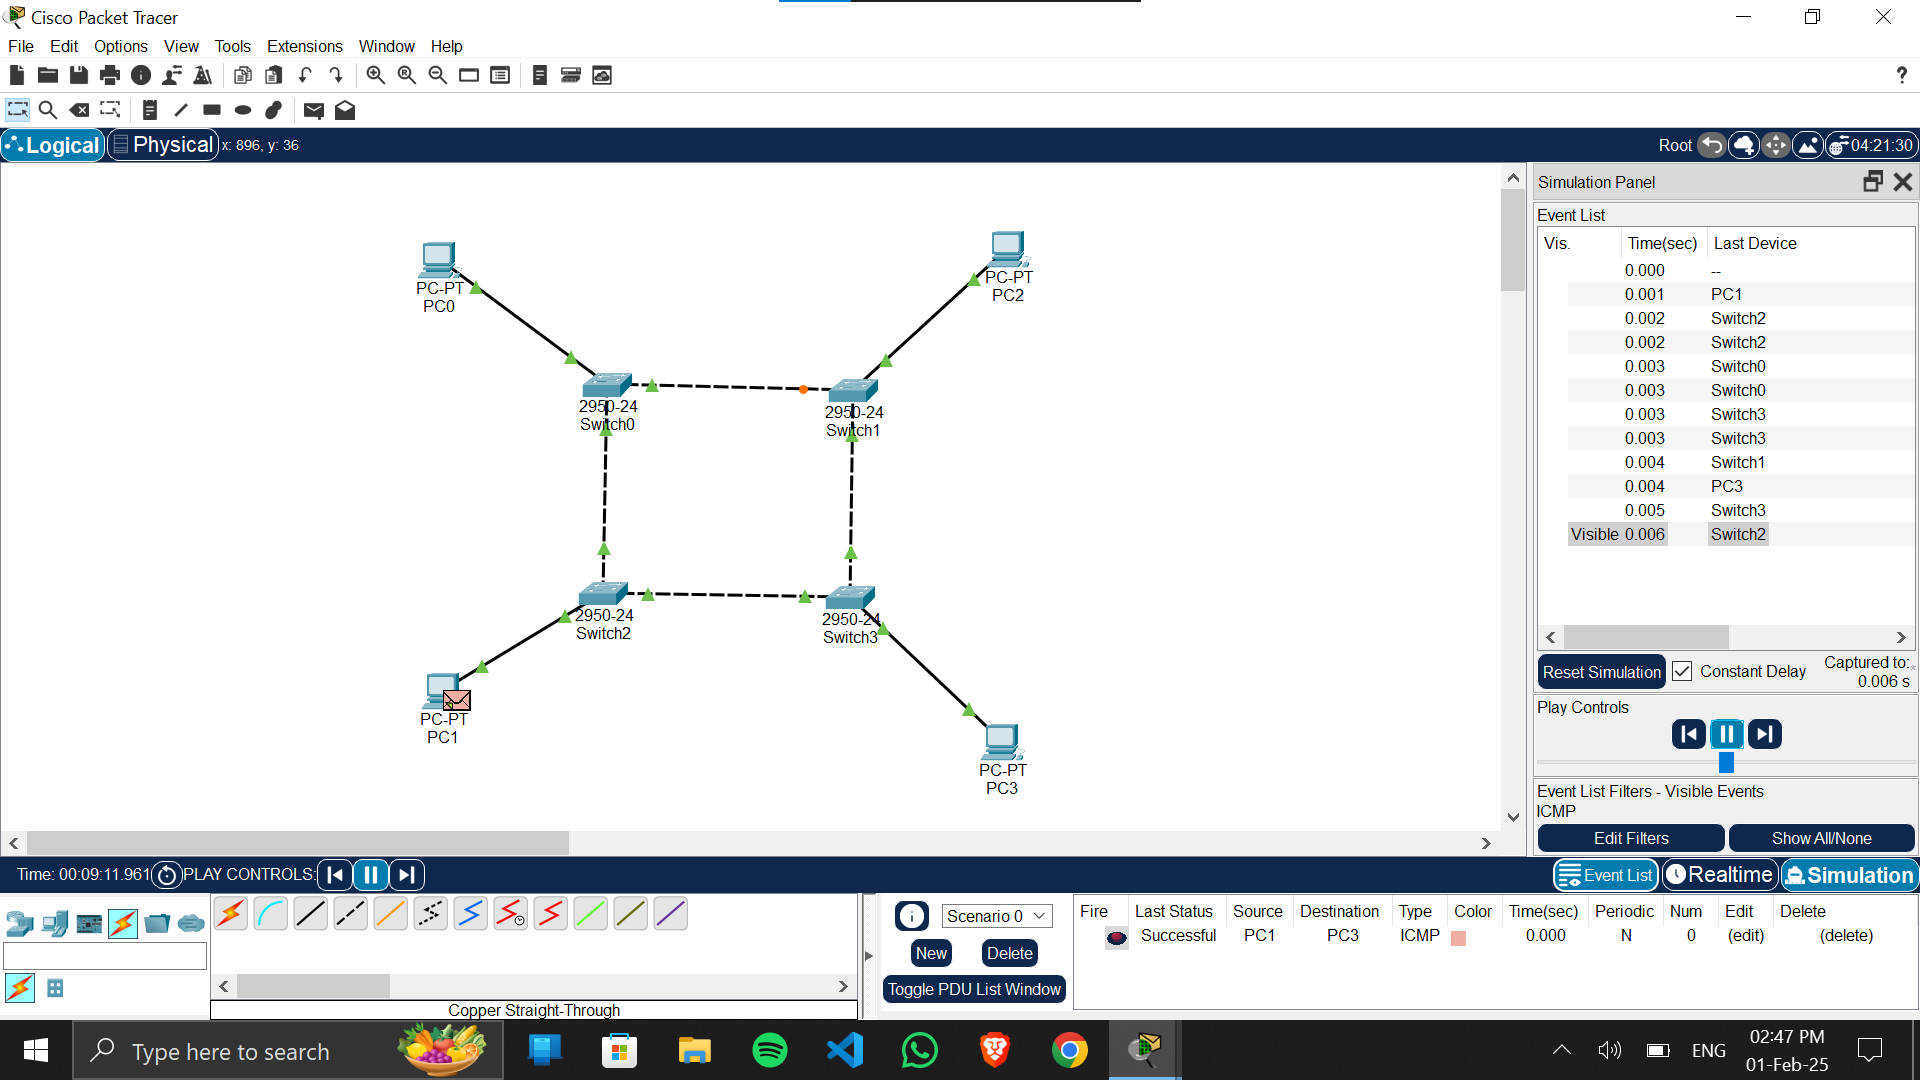 Cisco Packet Tracer
File Edit Options View Tools Extensions Window Help
?
Logical Physical x: 896, y: 36 Root 04:21:30
PC-PT
PC0
PC-PT
PC2
2950-24
Switch0
2950-24
Switch1
2950-24
Switch2
2950-24
Switch3
PC-PT
PC1
PC-PT
PC3
Simulation Panel
Event List
Vis. Time(sec) Last Device
0.000 --
0.001 PC1
0.002 Switch2
0.002 Switch2
0.003 Switch0
0.003 Switch0
0.003 Switch3
0.003 Switch3
0.004 Switch1
0.004 PC3
0.005 Switch3
Visible 0.006 Switch2
Reset Simulation Constant Delay Captured to:*
0.006 s
Play Controls
Event List Filters - Visible Events
ICMP
Edit Filters Show All/None
Time: 00:09:11.961 PLAY CONTROLS: Event List Realtime Simulation
Copper Straight-Through
Scenario 0
New Delete
Toggle PDU List Window
Fire Last Status Source Destination Type Color Time(sec) Periodic Num Edit Delete
Successful PC1 PC3 ICMP 0.000 N 0 (edit) (delete)
Type here to search
ENG
02:47 PM
01-Feb-25